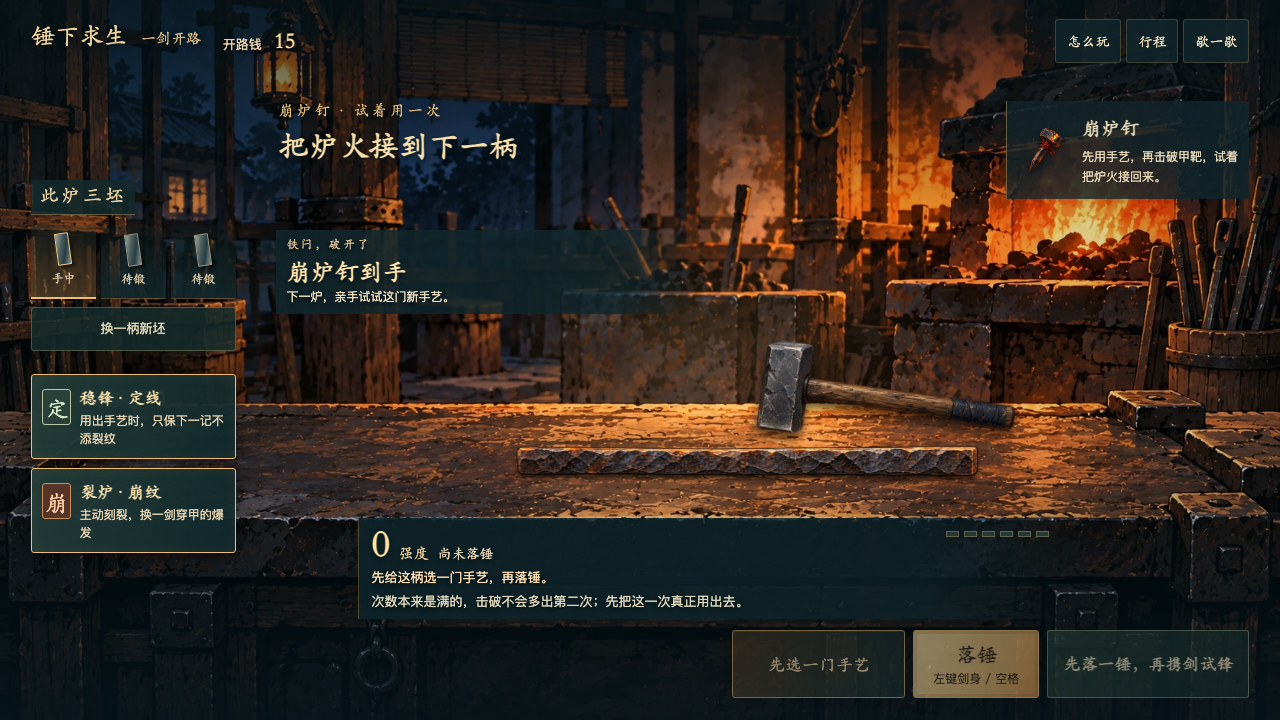 锤下求生 一剑开路 开路钱 15
怎么玩 行程 歇一歇
崩炉钉 · 试着用一次
把炉火接到下一柄
崩炉钉
先用手艺，再击破甲靶，试着
把炉火接回来。
此炉三坯
手中 待锻 待锻
换一柄新坯
铁闩，破开了
崩炉钉到手
下一炉，亲手试试这门新手艺。
定 稳锋 · 定线
用出手艺时，只保下一记不
添裂纹
崩 裂炉 · 崩纹
主动刻裂，换一剑穿甲的爆
发
0 强度 尚未落锤
先给这柄选一门手艺，再落锤。
次数本来是满的，击破不会多出第二次；先把这一次真正用出去。
先选一门手艺
落锤
左键剑身 / 空格
先落一锤，再携剑试锋